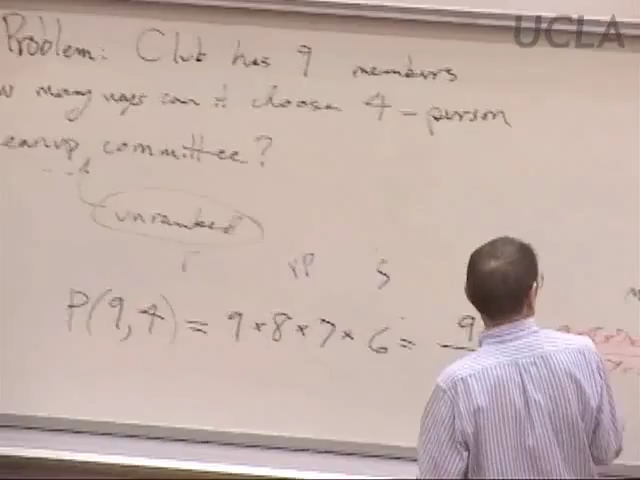 UCLA
Problem: Club has 9 members
many ways can it choose 4-person
eanup committee?
unranked
VP S
P(9,4) = 9 * 8 * 7 * 6 = 9